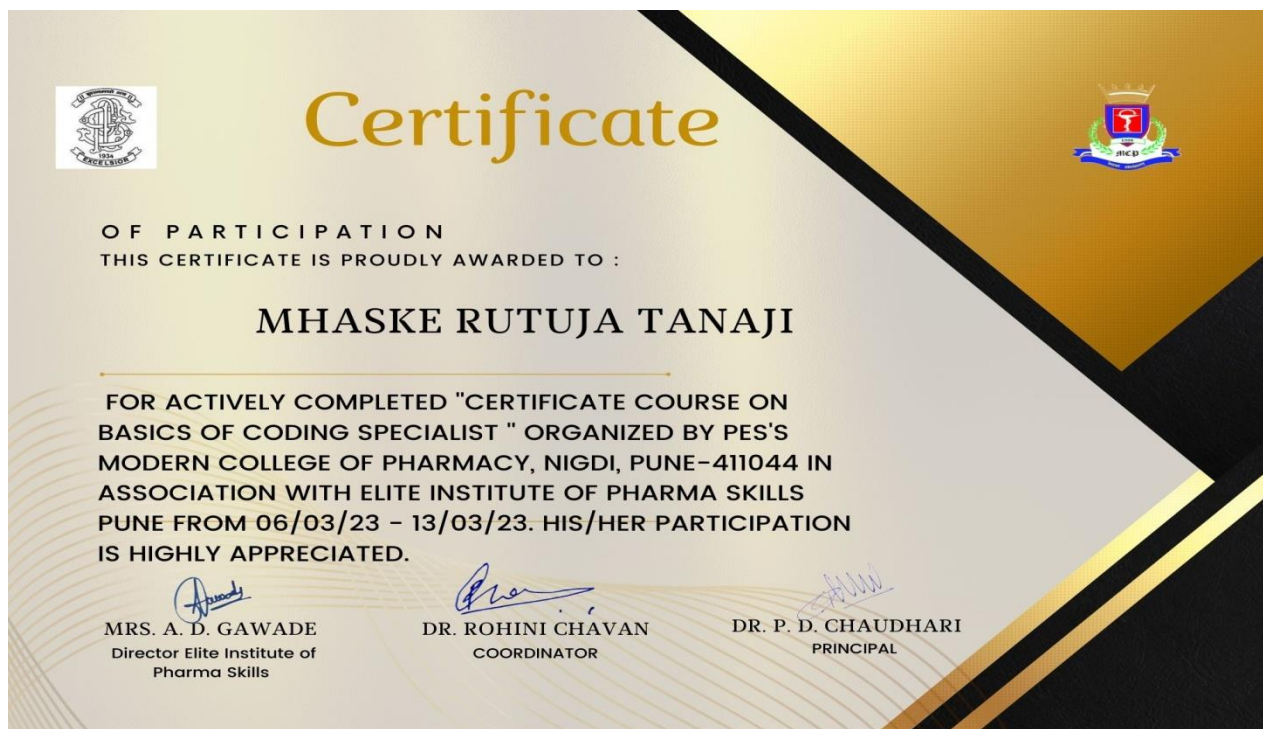 1934
EXCELSIOR
Certificate
MCP
OF PARTICIPATION
THIS CERTIFICATE IS PROUDLY AWARDED TO :
MHASKE RUTUJA TANAJI
FOR ACTIVELY COMPLETED "CERTIFICATE COURSE ON
BASICS OF CODING SPECIALIST " ORGANIZED BY PES'S
MODERN COLLEGE OF PHARMACY, NIGDI, PUNE-411044 IN
ASSOCIATION WITH ELITE INSTITUTE OF PHARMA SKILLS
PUNE FROM 06/03/23 - 13/03/23. HIS/HER PARTICIPATION
IS HIGHLY APPRECIATED.
MRS. A. D. GAWADE
Director Elite Institute of
Pharma Skills
DR. ROHINI CHAVAN
COORDINATOR
DR. P. D. CHAUDHARI
PRINCIPAL